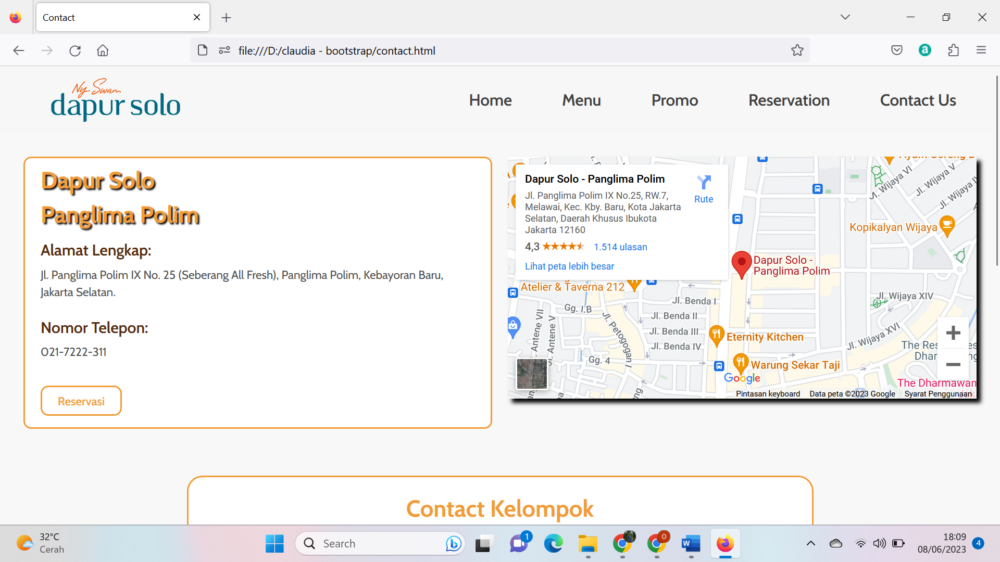 Contact
file:///D:/claudia - bootstrap/contact.html
Ny. Swan
dapur solo
Home
Menu
Promo
Reservation
Contact Us
Dapur Solo
Panglima Polim
Alamat Lengkap:
Jl. Panglima Polim IX No. 25 (Seberang All Fresh), Panglima Polim, Kebayoran Baru,
Jakarta Selatan.
Nomor Telepon:
021-7222-311
Reservasi
Dapur Solo - Panglima Polim
Jl. Panglima Polim IX No.25, RW.7,
Melawai, Kec. Kby. Baru, Kota Jakarta
Selatan, Daerah Khusus Ibukota
Jakarta 12160
4,3
1.514 ulasan
Lihat peta lebih besar
Rute
Jl. Wijaya VI
Jl. Wijaya V
Jl. Wijaya
Kopikalyan Wijaya
Dapur Solo -
Panglima Polim
Atelier & Taverna 212
Jl. Wijaya XIV
Jl. Benda I
Gg. I.B
Jl. Benda II
Jl. Benda III
Jl. Benda IV
Antene VII
Jl. Antene V
Jl. Petogogan I
Eternity Kitchen
Jl. Wijaya XVI
Gg. 4
Warung Sekar Taji
Google
The Dharmawan
Pintasan keyboard
Data peta ©2023 Google
Syarat Penggunaan
Contact Kelompok
32°C
Cerah
Search
1
0
18:09
08/06/2023
4